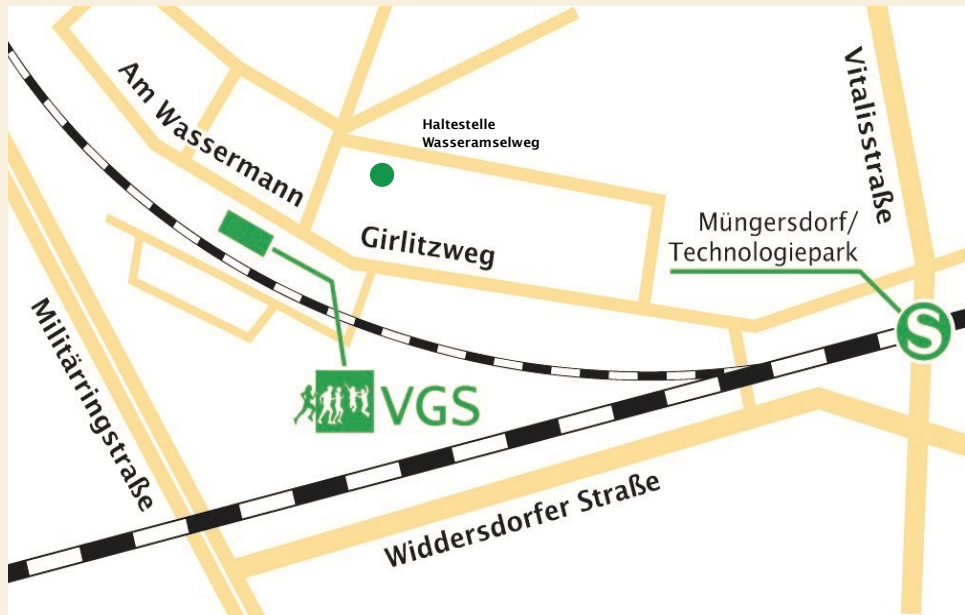 Am Wassermann
Haltestelle
Wasseramselweg
Vitalisstraße
Girlitzweg
Müngersdorf/
Technologiepark
S
Militärringstraße
VGS
Widdersdorfer Straße